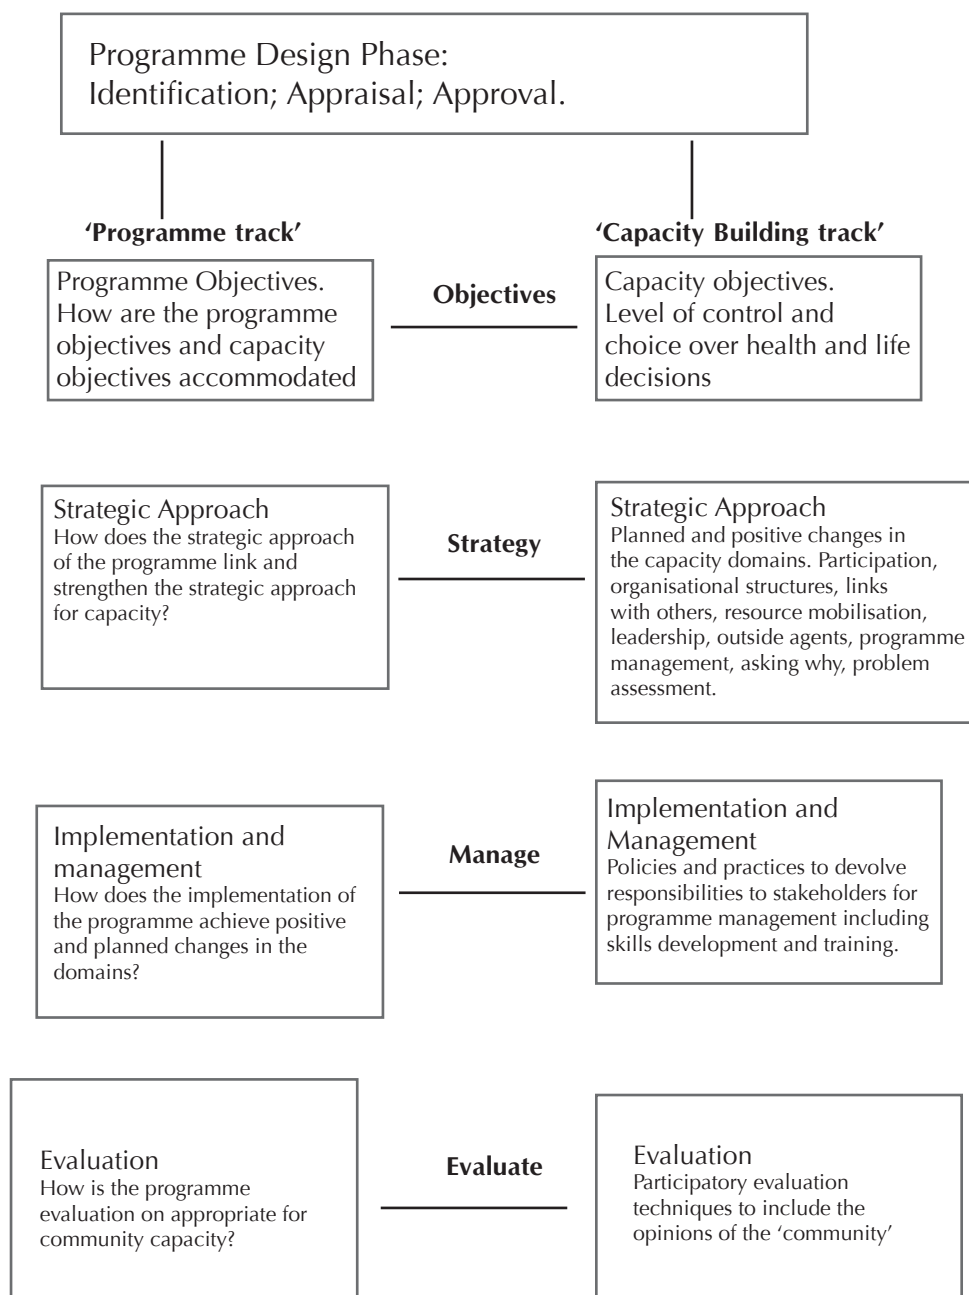 Programme Design Phase:
Identification; Appraisal; Approval.
‘Programme track’
‘Capacity Building track’
Programme Objectives.
How are the programme
objectives and capacity
objectives accommodated
Objectives
Capacity objectives.
Level of control and
choice over health and life
decisions
Strategic Approach
How does the strategic approach
of the programme link and
strengthen the strategic approach
for capacity?
Strategy
Strategic Approach
Planned and positive changes in
the capacity domains. Participation,
organisational structures, links
with others, resource mobilisation,
leadership, outside agents, programme
management, asking why, problem
assessment.
Implementation and
management
How does the implementation of
the programme achieve positive
and planned changes in the
domains?
Manage
Implementation and
Management
Policies and practices to devolve
responsibilities to stakeholders for
programme management including
skills development and training.
Evaluation
How is the programme
evaluation on appropriate for
community capacity?
Evaluate
Evaluation
Participatory evaluation
techniques to include the
opinions of the ‘community’